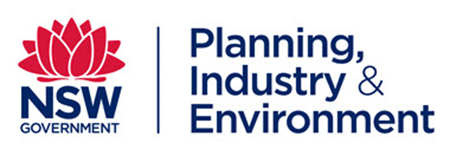 NSW
GOVERNMENT
Planning,
Industry &
Environment